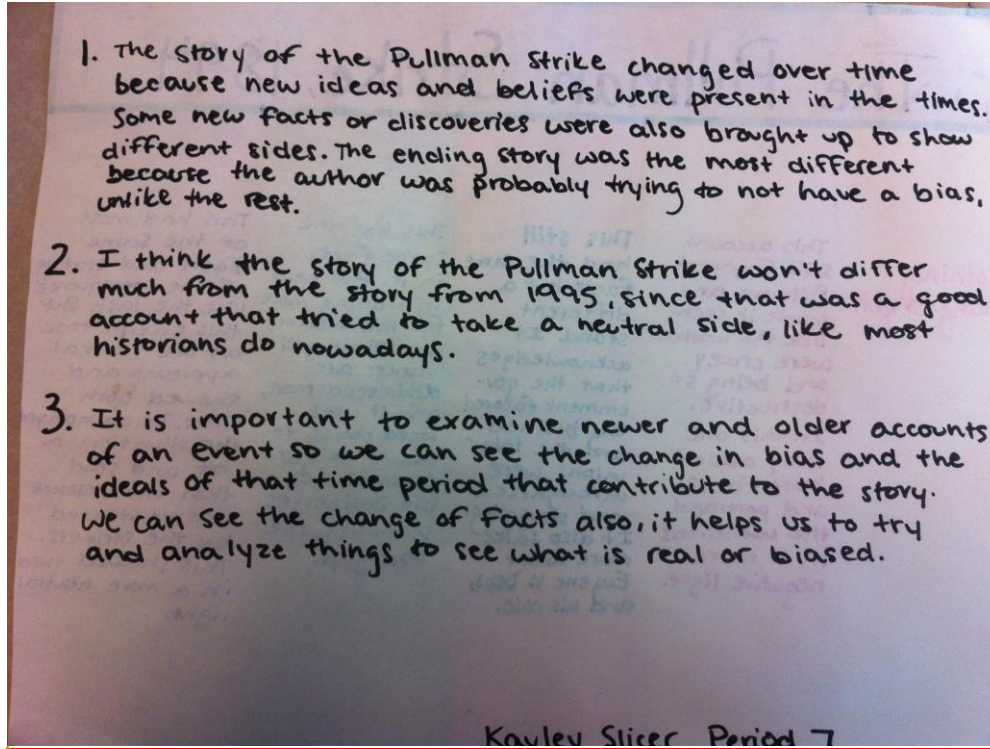 1. The story of the Pullman Strike changed over time
because new ideas and beliefs were present in the times.
Some new facts or discoveries were also brought up to show
different sides. The ending story was the most different
because the author was probably trying to not have a bias,
unlike the rest.
2. I think the story of the Pullman Strike won't differ
much from the story from 1995, since that was a good
account that tried to take a neutral side, like most
historians do nowadays.
3. It is important to examine newer and older accounts
of an event so we can see the change in bias and the
ideals of that time period that contribute to the story.
We can see the change of facts also, it helps us to try
and analyze things to see what is real or biased.
Kayley Slicer Period 7